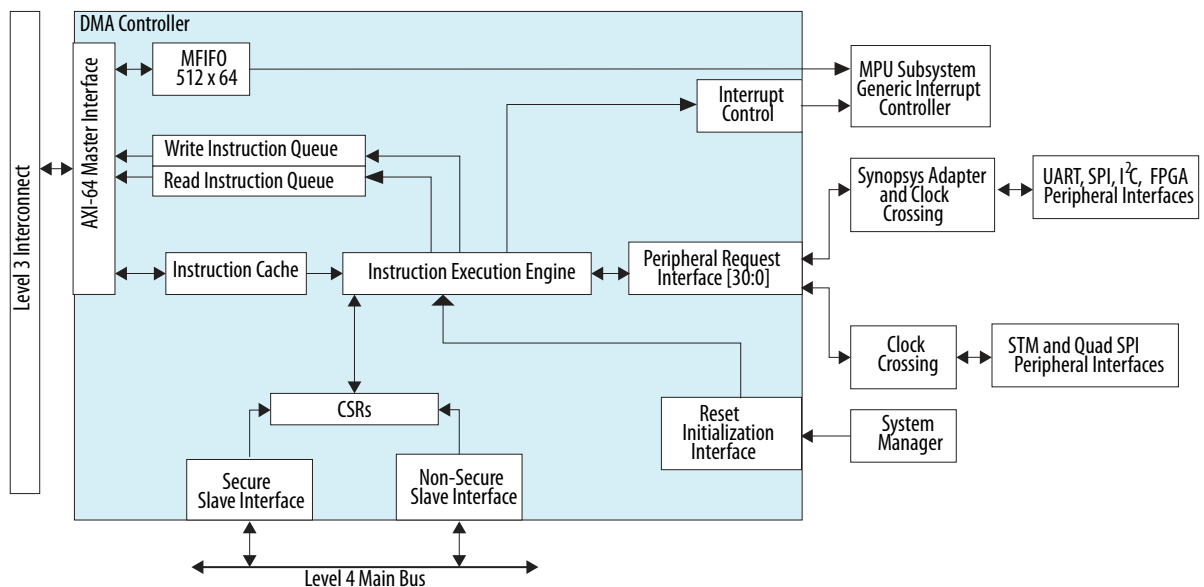 DMA Controller
Level 3 Interconnect
AXI-64 Master Interface
MFIFO
512 x 64
MPU Subsystem
Generic Interrupt
Controller
Interrupt
Control
Write Instruction Queue
Read Instruction Queue
Synopsys Adapter
and Clock
Crossing
UART, SPI, I²C, FPGA
Peripheral Interfaces
Instruction Cache
Instruction Execution Engine
Peripheral Request
Interface [30:0]
Clock
Crossing
STM and Quad SPI
Peripheral Interfaces
CSRs
Reset
Initialization
Interface
System
Manager
Secure
Slave Interface
Non-Secure
Slave Interface
Level 4 Main Bus